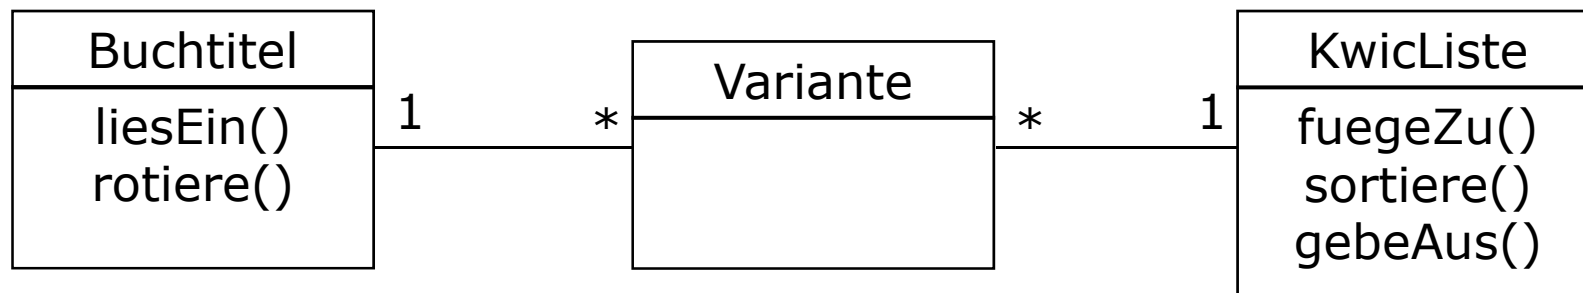 Buchtitel
liesEin()
rotiere()
1
*
Variante
*
1
KwicListe
fuegeZu()
sortiere()
gebeAus()